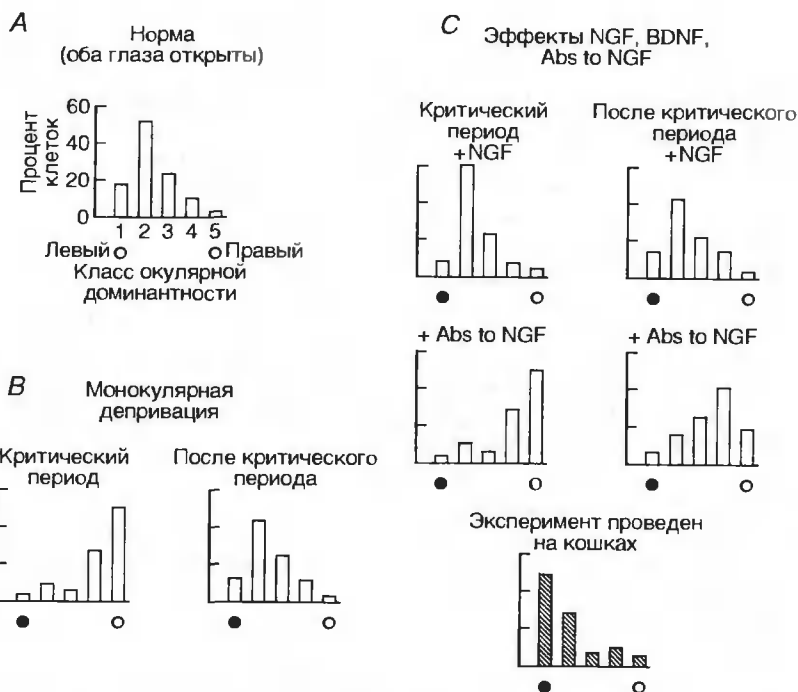 A
Норма
(оба глаза открыты)
Процент
клеток
60
40
20
0
1 2 3 4 5
Левый Правый
Класс окулярной
доминантности
B
Монокулярная
депривация
Критический
период
После критического
периода
C
Эффекты NGF, BDNF,
Abs to NGF
Критический
период
+NGF
После критического
периода
+NGF
+ Abs to NGF
+ Abs to NGF
Эксперимент проведен
на кошках